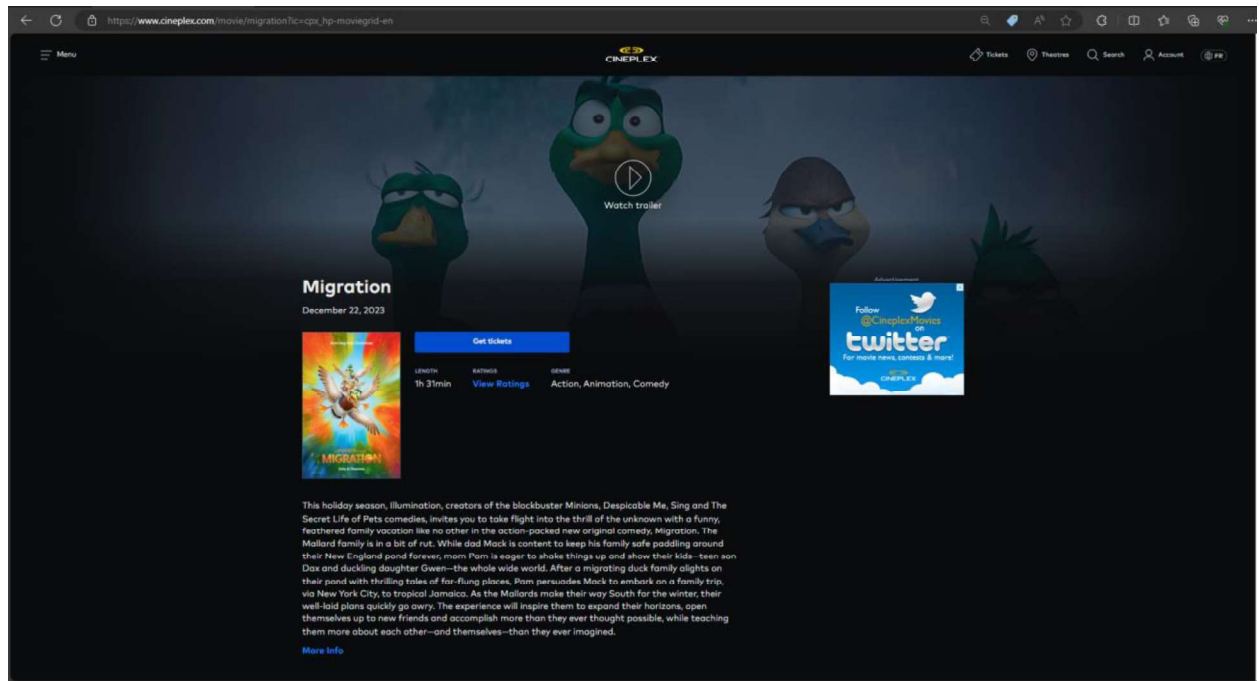 https://www.cineplex.com/movie/migration?ic=cpx_hp-moviegrid-en
Menu
CINEPLEX
Tickets
Theatres
Search
Account
FR
Watch trailer
Migration
December 22, 2023
Advertisement
Get tickets
LENGTH
RATINGS
GENRE
1h 31min
View Ratings
Action, Animation, Comedy
MIGRATION
Follow
@CineplexMovies
on
twitter
For movie news, contests & more!
CINEPLEX
This holiday season, Illumination, creators of the blockbuster Minions, Despicable Me, Sing and The
Secret Life of Pets comedies, invites you to take flight into the thrill of the unknown with a funny,
feathered family vacation like no other in the action-packed new original comedy, Migration. The
Mallard family is in a bit of rut. While dad Mack is content to keep his family safe paddling around
their New England pond forever, mom Pam is eager to shake things up and show their kids—teen son
Dax and duckling daughter Gwen—the whole wide world. After a migrating duck family alights on
their pond with thrilling tales of far-flung places, Pam persuades Mack to embark on a family trip,
via New York City, to tropical Jamaica. As the Mallards make their way South for the winter, their
well-laid plans quickly go awry. The experience will inspire them to expand their horizons, open
themselves up to new friends and accomplish more than they ever thought possible, while teaching
them more about each other—and themselves—than they ever imagined.
More Info